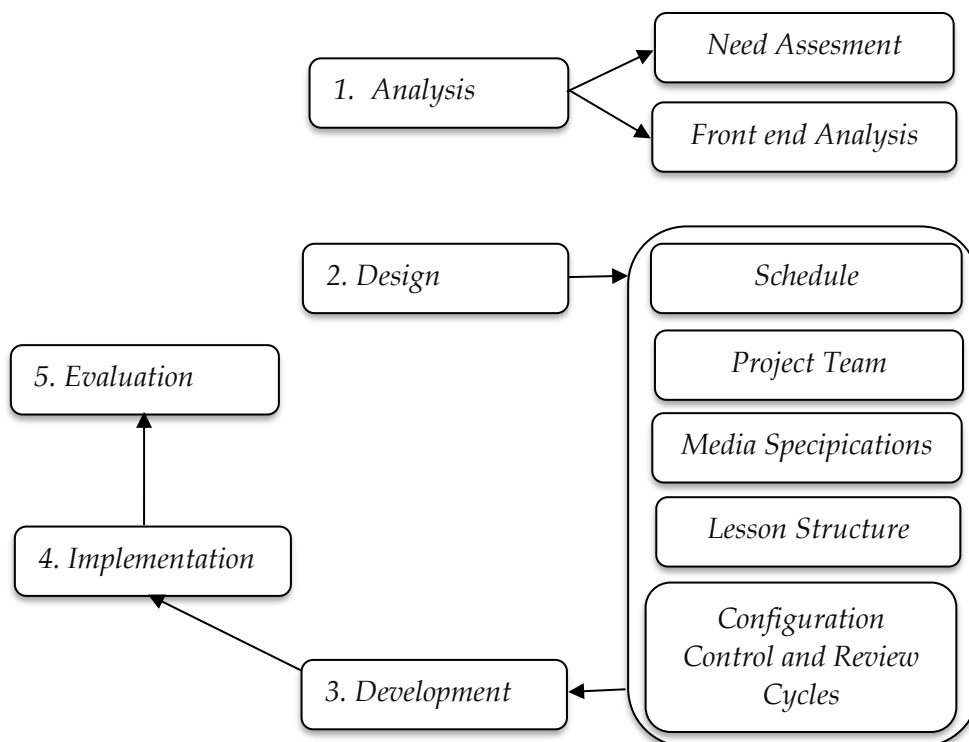 Need Assesment
1. Analysis
Front end Analysis
2. Design
Schedule
Project Team
5. Evaluation
Media Specipications
Lesson Structure
4. Implementation
Configuration
Control and Review
Cycles
3. Development